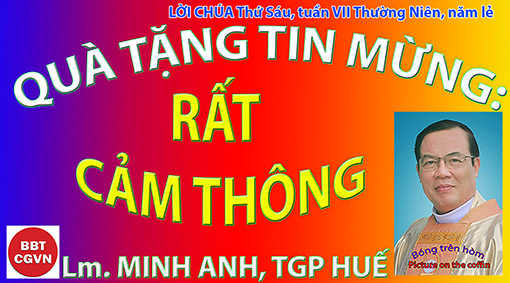 LỜI CHÚA Thứ Sáu, tuần VII Thường Niên, năm lẻ
QUÀ TẶNG TIN MỪNG:
RẤT
CẢM THÔNG
Bóng trên hòm
Picture on the coffin
BBT
CGVN
Lm. MINH ANH, TGP HUẾ